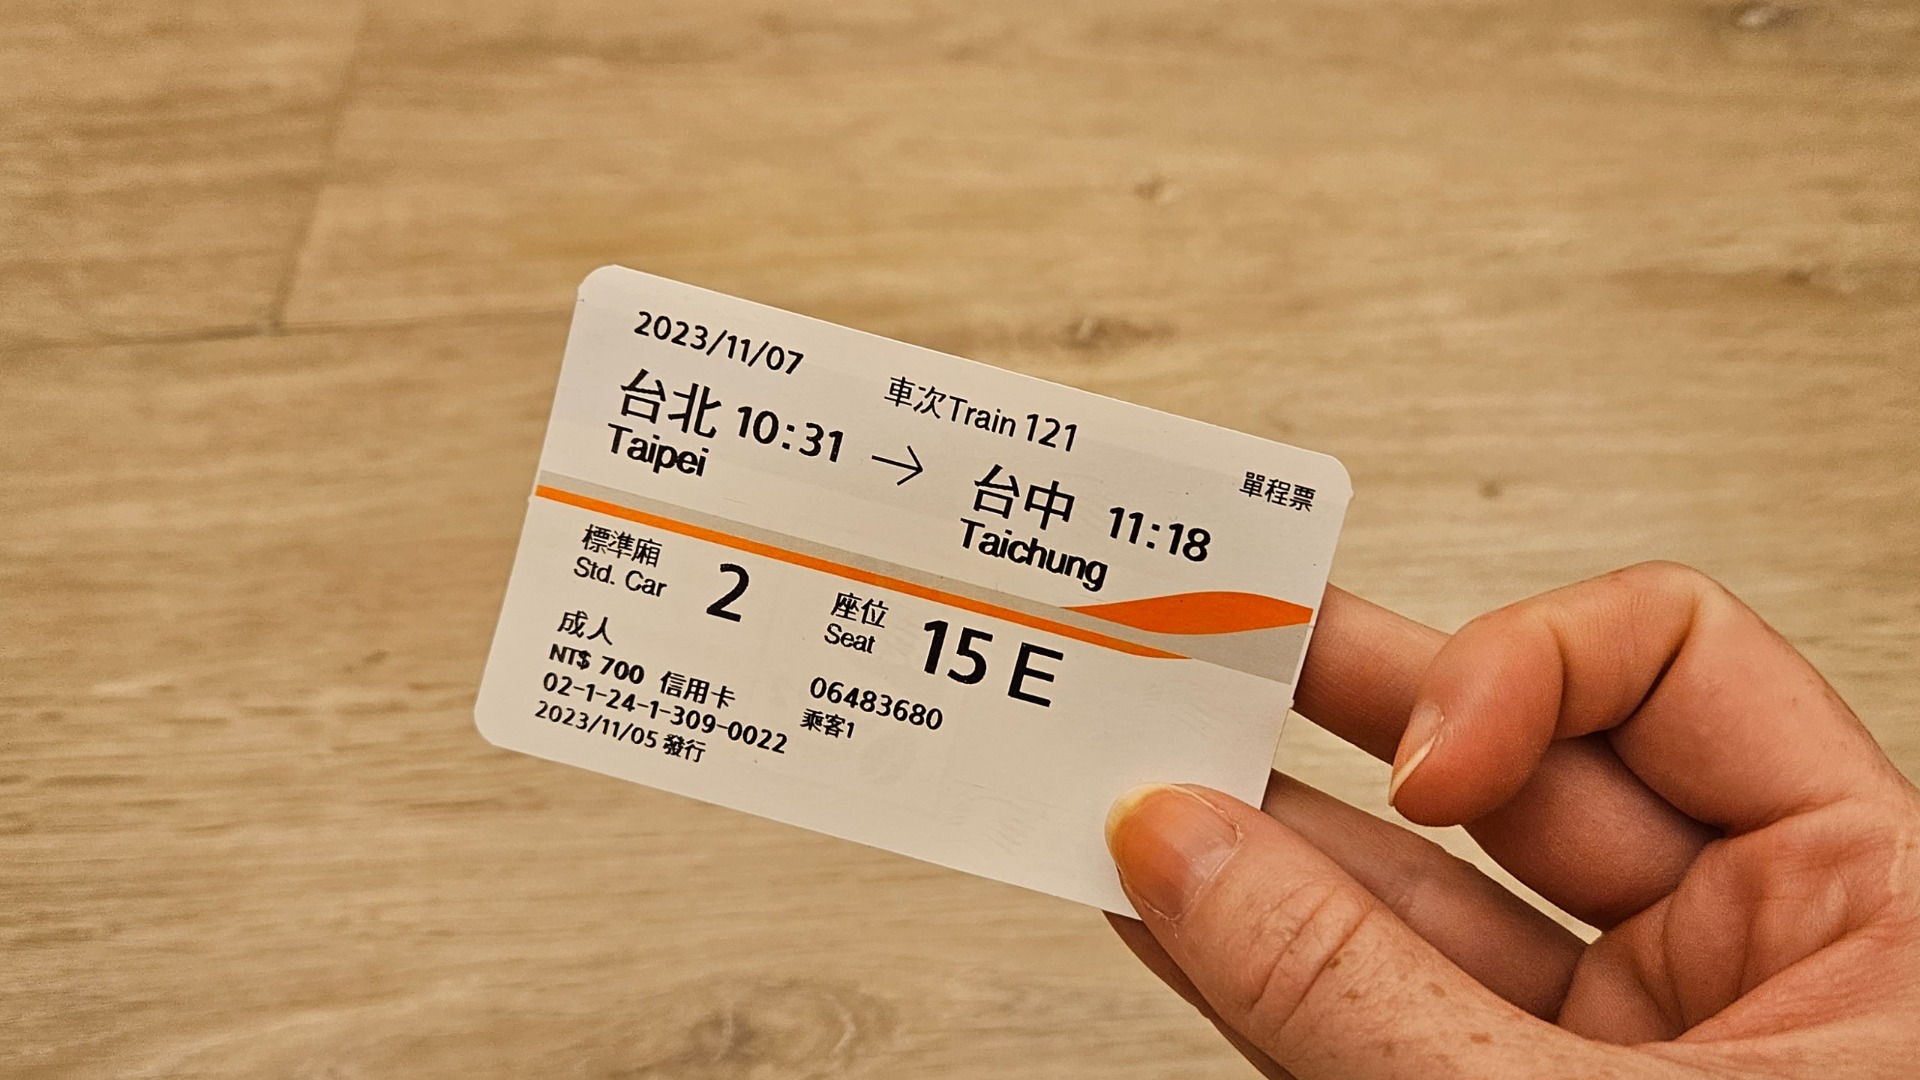 2023/11/07
車次Train 121
單程票
台北 10:31 → 台中 11:18
Taipei Taichung
標準廂
Std. Car 2
座位
Seat 15 E
成人
NT$ 700 信用卡
06483680
02-1-24-1-309-0022
乘客1
2023/11/05 發行